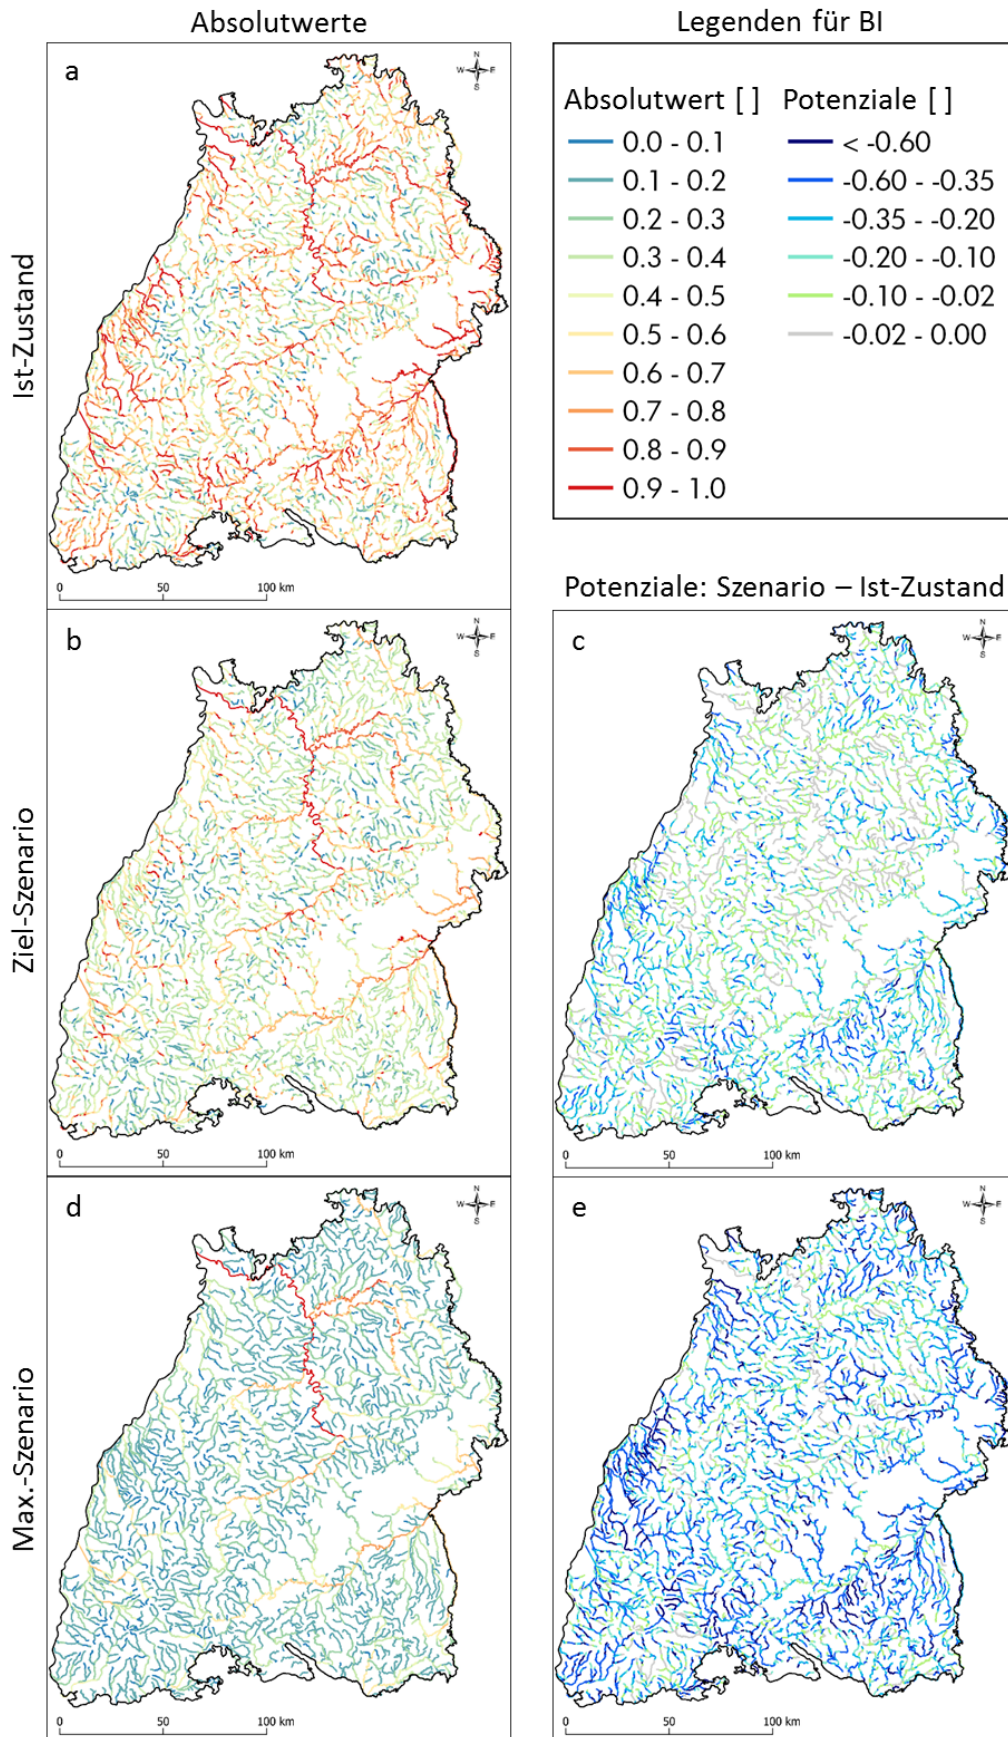 Absolutwerte
Legenden für BI
Ist-Zustand
a
N
W E
S
0 50 100 km
Absolutwert [ ] Potenziale [ ]
0.0 - 0.1 < -0.60
0.1 - 0.2 -0.60 - -0.35
0.2 - 0.3 -0.35 - -0.20
0.3 - 0.4 -0.20 - -0.10
0.4 - 0.5 -0.10 - -0.02
0.5 - 0.6 -0.02 - 0.00
0.6 - 0.7
0.7 - 0.8
0.8 - 0.9
0.9 - 1.0
Potenziale: Szenario – Ist-Zustand
Ziel-Szenario
b
N
W E
S
0 50 100 km
c
N
W E
S
0 50 100 km
Max.-Szenario
d
N
W E
S
0 50 100 km
e
N
W E
S
0 50 100 km